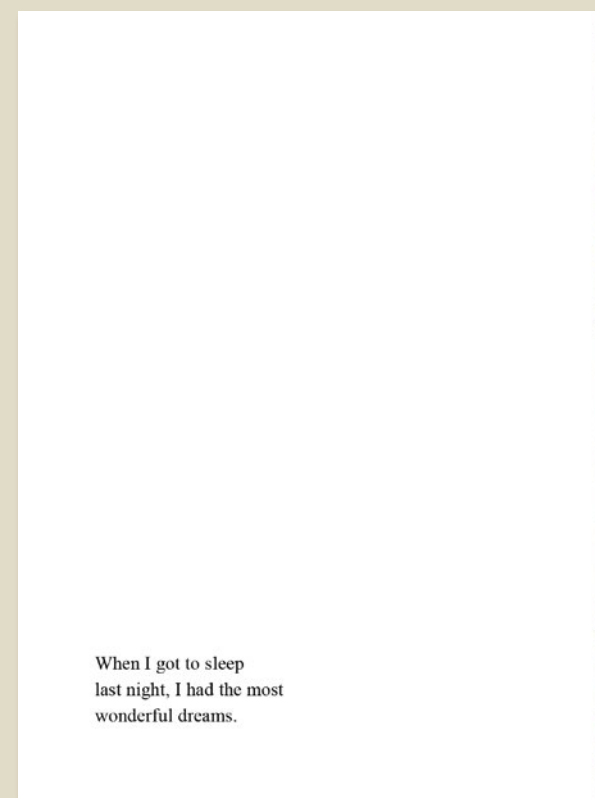 When I got to sleep
last night, I had the most
wonderful dreams.